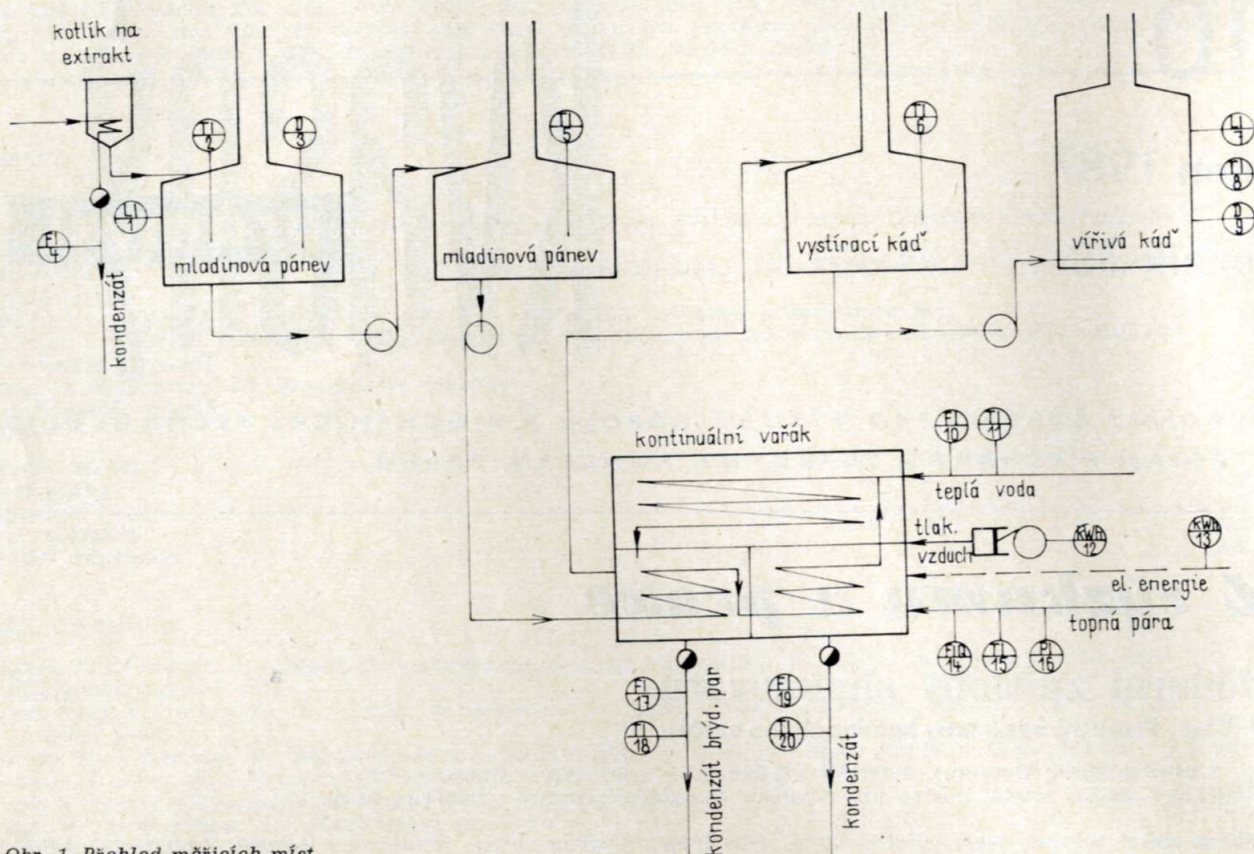 kotlík na
extrakt
TI
2
D
3
TI
5
TI
6
LI
7
TI
8
D
9
LI
1
FI
4
mladinová pánev
mladinová pánev
vystírací káď
vířivá káď
kondenzát
kontinuální vařák
FI
10
TI
11
teplá voda
tlak.
vzduch
kWh
12
kWh
13
el. energie
topná pára
FIQ
14
TI
15
PI
16
FI
17
TI
18
kondenzát brýd. par
FI
19
TI
20
kondenzát
Obr. 1. Přehled měřicích míst